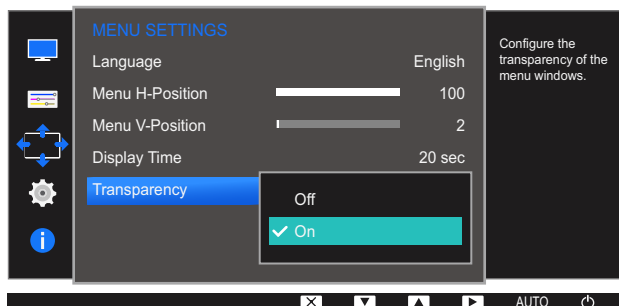 MENU SETTINGS
Language English
Menu H-Position 100
Menu V-Position 2
Display Time 20 sec
Transparency
Off
On
Configure the
transparency of the
menu windows.
AUTO